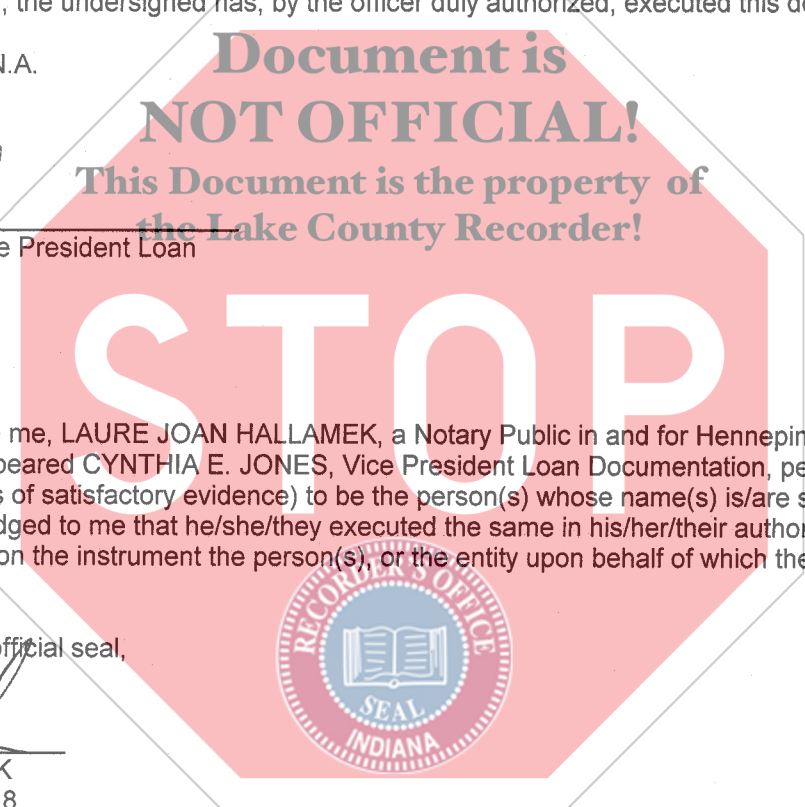 , the undersigned has, by the officer duly authorized, executed this de
Document is
N.A.
NOT OFFICIAL!
This Document is the property of
the Lake County Recorder!
e President Loan
STOP
me, LAURE JOAN HALLAMEK, a Notary Public in and for Hennepin
peared CYNTHIA E. JONES, Vice President Loan Documentation, pe
s of satisfactory evidence) to be the person(s) whose name(s) is/are s
dged to me that he/she/they executed the same in his/her/their author
on the instrument the person(s), or the entity upon behalf of which the
RECORDER'S OFFICE
SEAL
INDIANA
official seal,
K
8